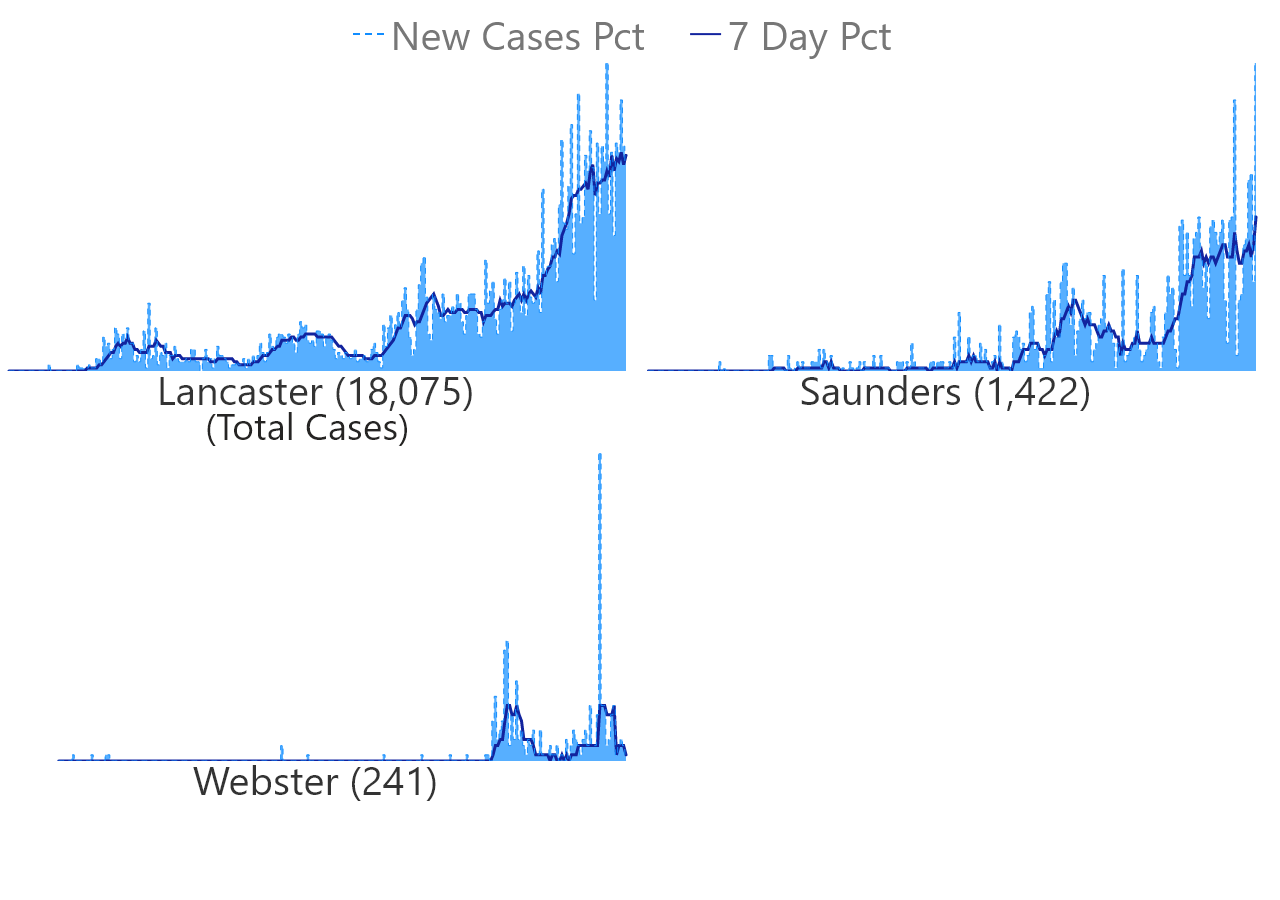 New Cases Pct 7 Day Pct
Lancaster (18,075)
(Total Cases)
Saunders (1,422)
Webster (241)